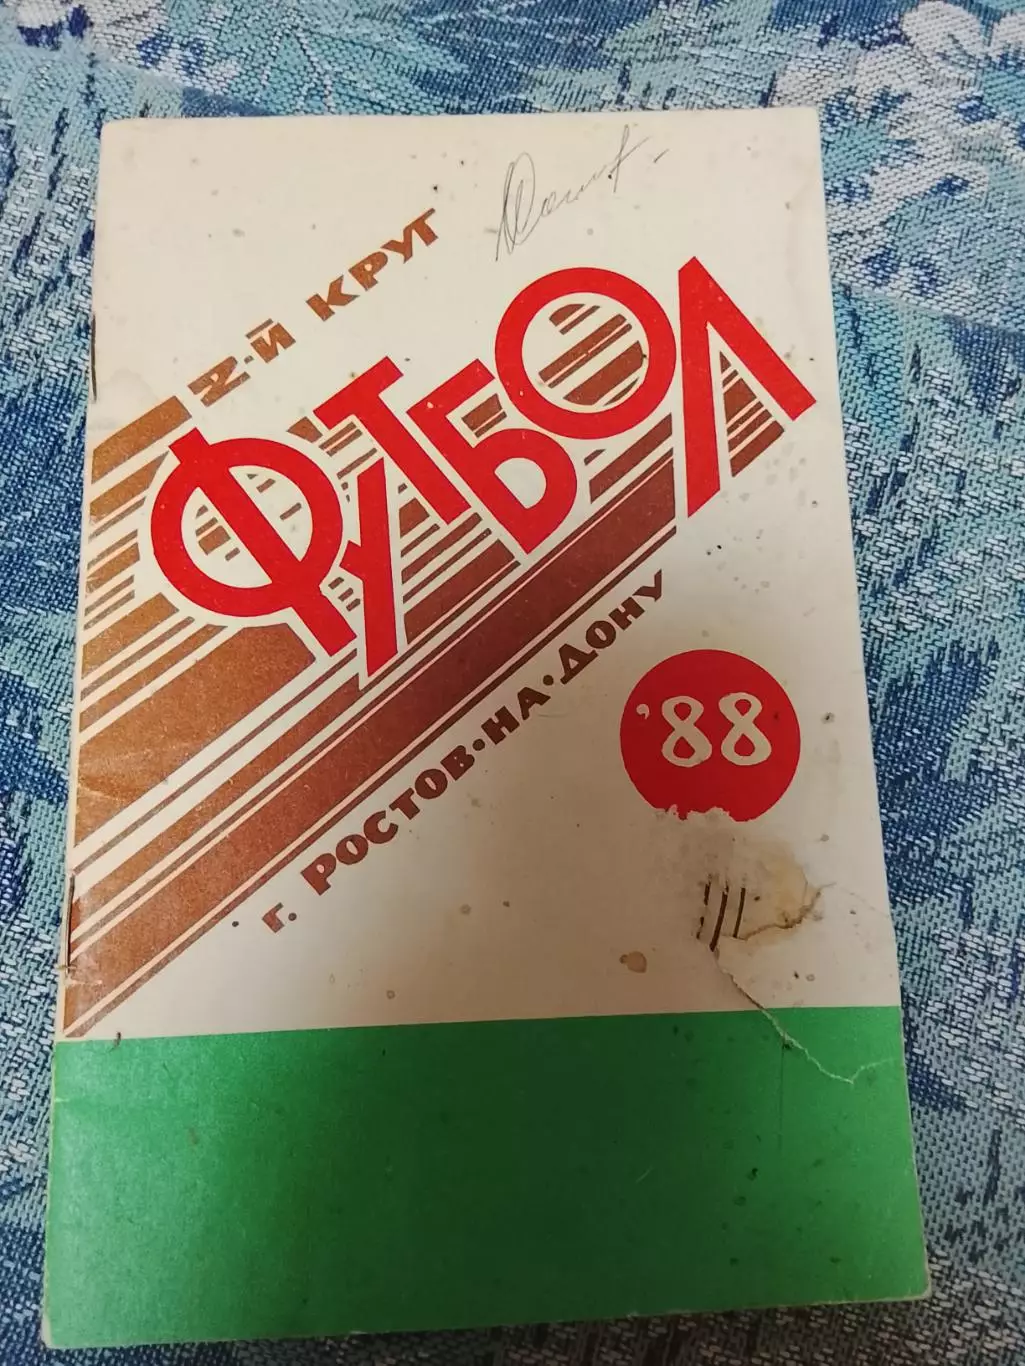 2-й КРУГ
ФУТБОЛ
г. РОСТОВ·НА·ДОНУ
'88